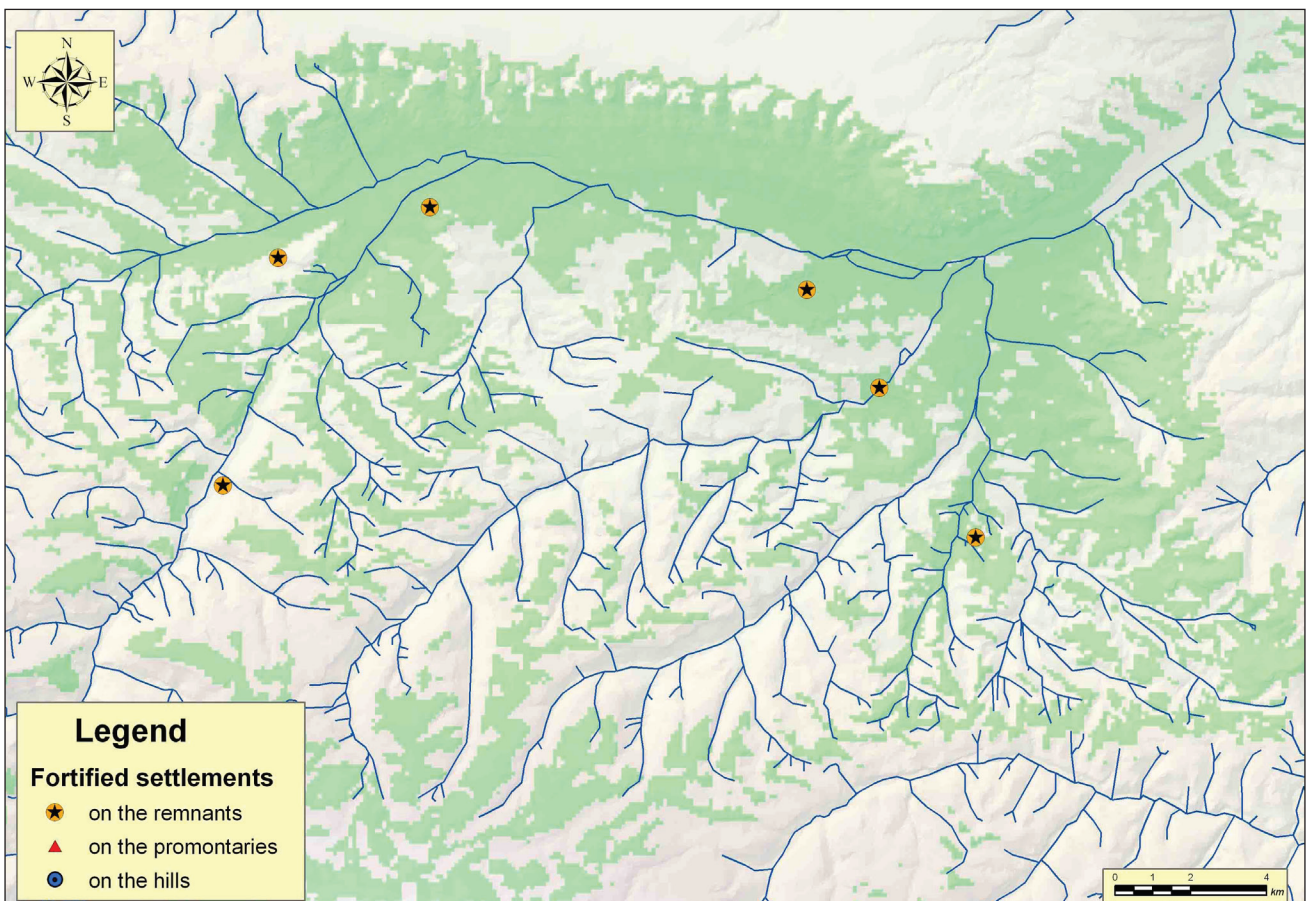 N
W E
S
Legend
Fortified settlements
on the remnants
on the promontaries
on the hills
0 1 2 4
km